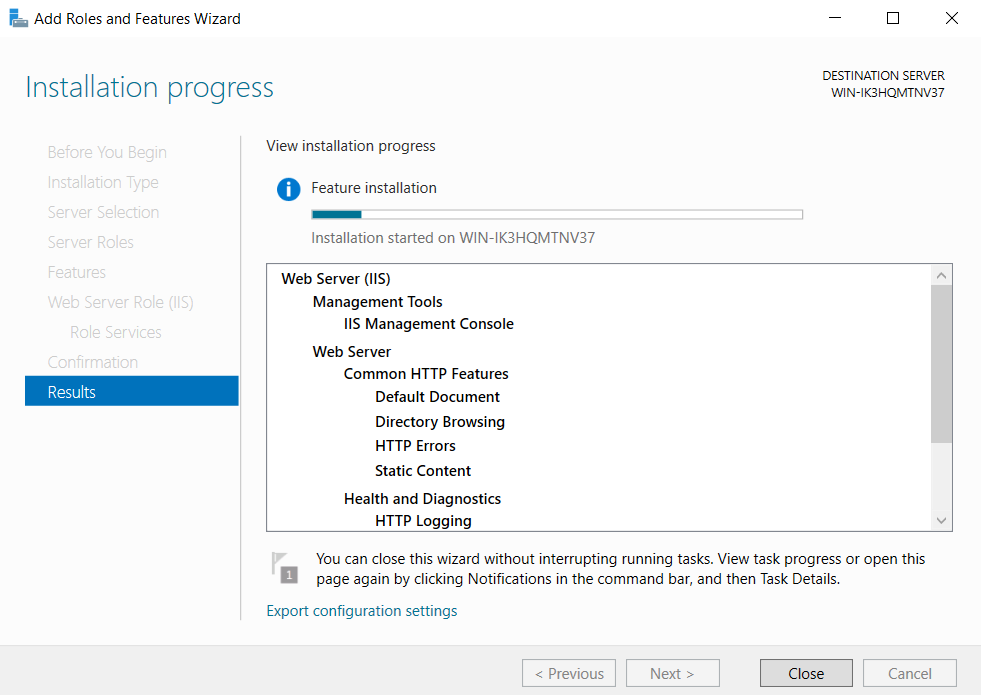 Add Roles and Features Wizard
Installation progress
DESTINATION SERVER
WIN-IK3HQMTNV37
Before You Begin
Installation Type
Server Selection
Server Roles
Features
Web Server Role (IIS)
Role Services
Confirmation
Results
View installation progress
Feature installation
Installation started on WIN-IK3HQMTNV37
Web Server (IIS)
Management Tools
IIS Management Console
Web Server
Common HTTP Features
Default Document
Directory Browsing
HTTP Errors
Static Content
Health and Diagnostics
HTTP Logging
1
You can close this wizard without interrupting running tasks. View task progress or open this
page again by clicking Notifications in the command bar, and then Task Details.
Export configuration settings
< Previous
Next >
Close
Cancel